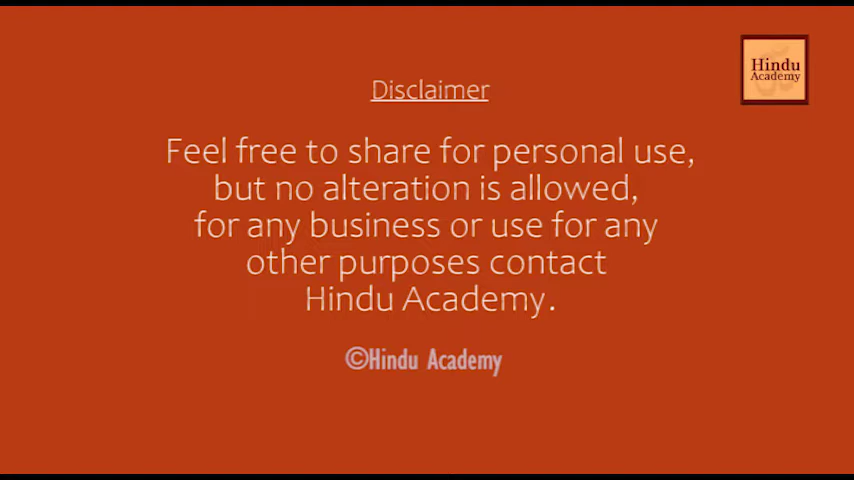 Hindu
Academy
Disclaimer
Feel free to share for personal use,
but no alteration is allowed,
for any business or use for any
other purposes contact
Hindu Academy.
©Hindu Academy